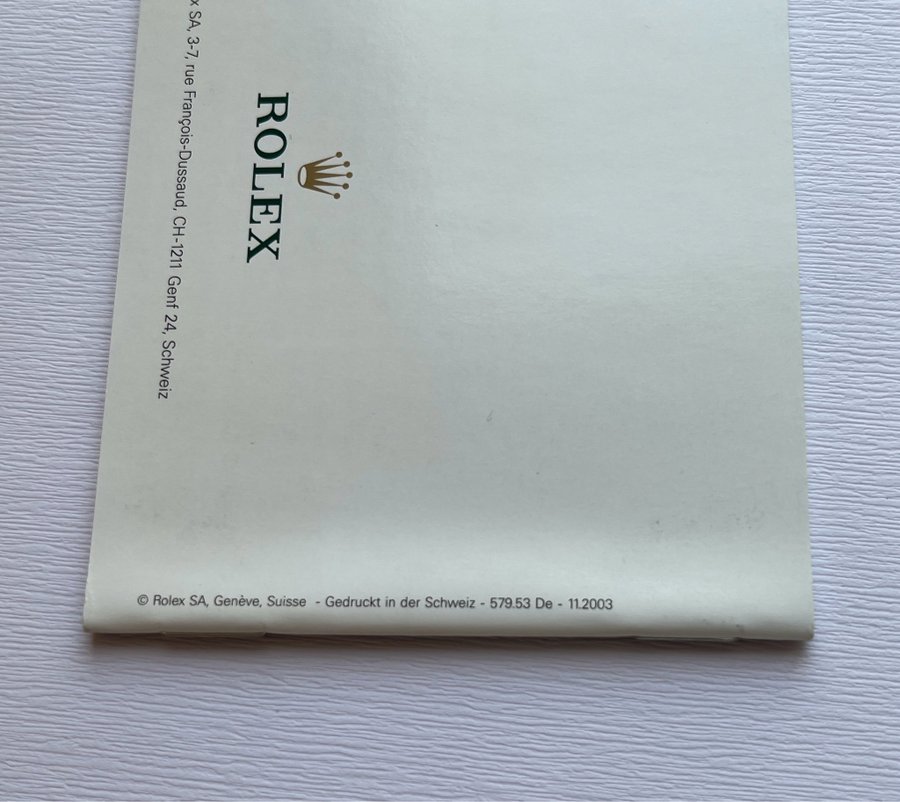 ROLEX
SA, 3-7, rue François-Dussaud, CH-1211 Genf 24, Schweiz
© Rolex SA, Genève, Suisse - Gedruckt in der Schweiz - 579.53 De - 11.2003